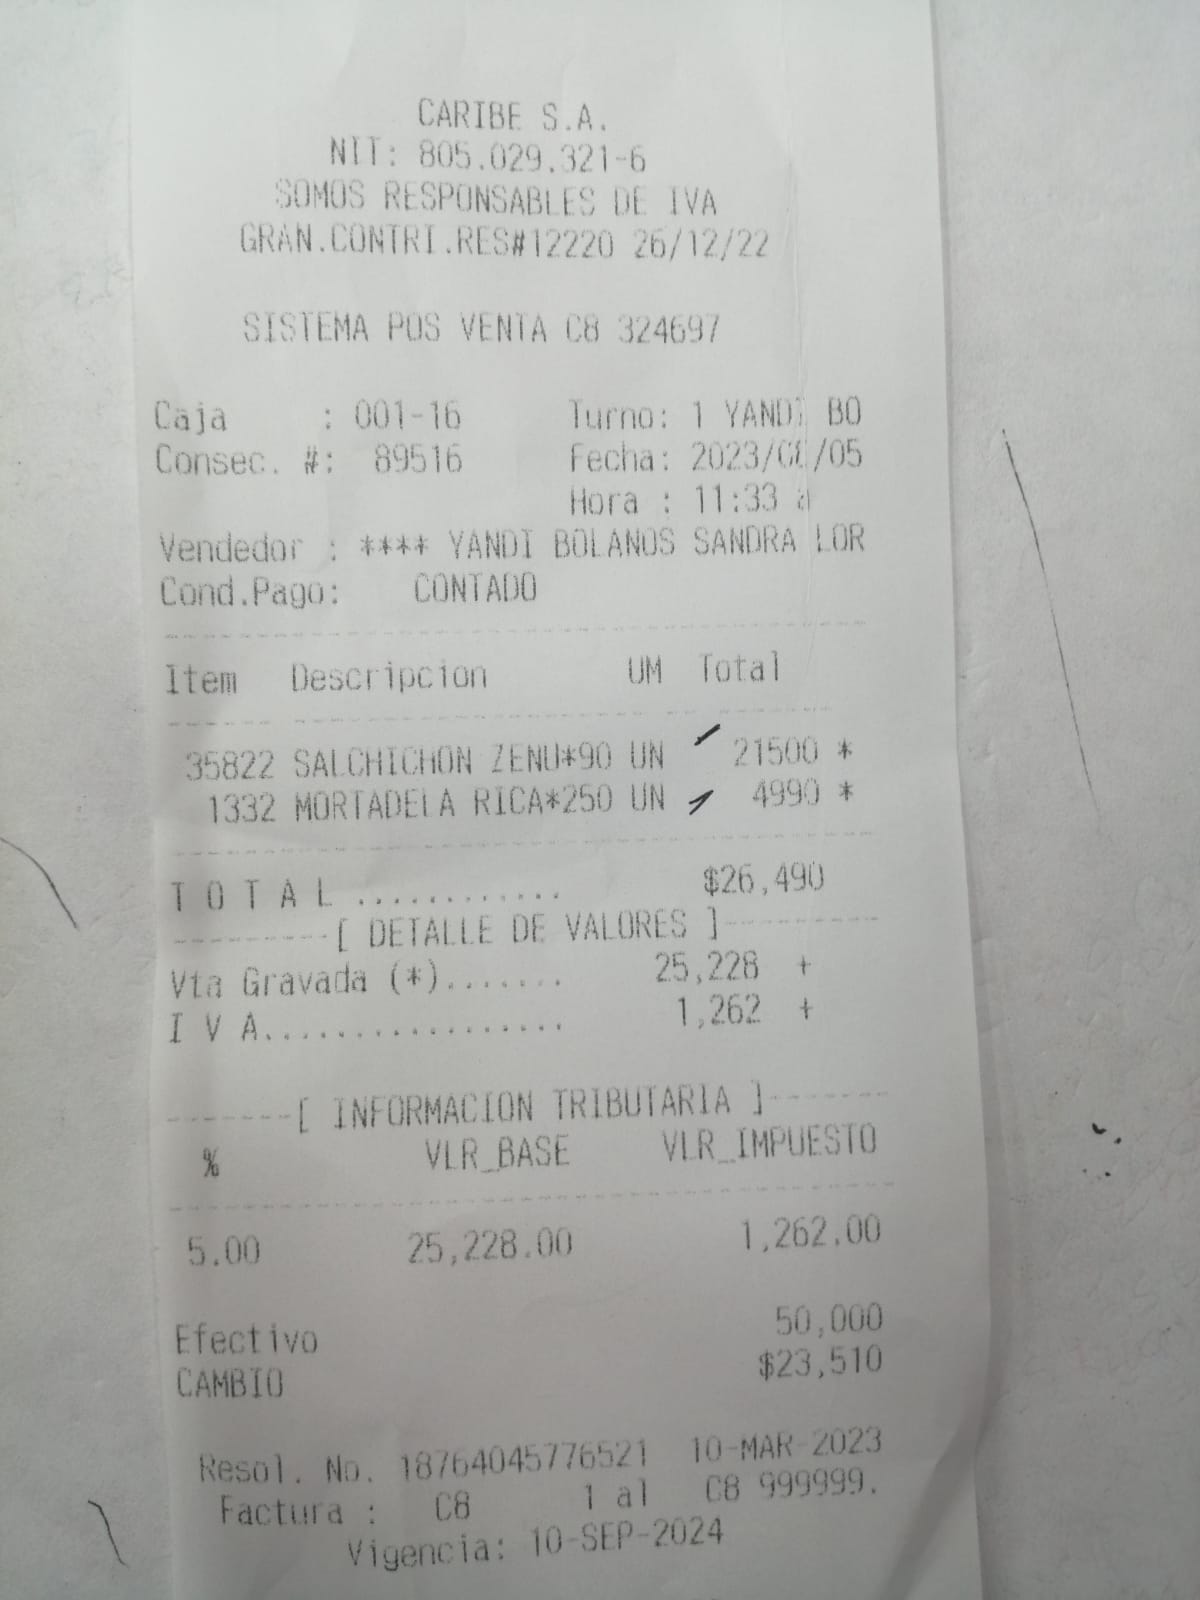 CARIBE S.A.
NIT: 805.029.321-6
SOMOS RESPONSABLES DE IVA
GRAN.CONTRI.RES#12220 26/12/22
SISTEMA POS VENTA C8 324697
Caja : 001-16 Turno: 1 YANDI BO
Consec. #: 89516 Fecha: 2023/08/05
Hora : 11:33 a
Vendedor : **** YANDI BOLANOS SANDRA LOR
Cond.Pago: CONTADO
Item Descripcion UM Total
35822 SALCHICHON ZENU*90 UN 21500 *
1332 MORTADELA RICA*250 UN 4990 *
T O T A L ............ $26,490
---------[ DETALLE DE VALORES ]---------
Vta Gravada (*)....... 25,228 +
I V A................. 1,262 +
-------[ INFORMACION TRIBUTARIA ]-------
% VLR_BASE VLR_IMPUESTO
5.00 25,228.00 1,262.00
Efectivo 50,000
CAMBIO $23,510
Resol. No. 18764045776521 10-MAR-2023
Factura : C8 1 al C8 999999.
Vigencia: 10-SEP-2024